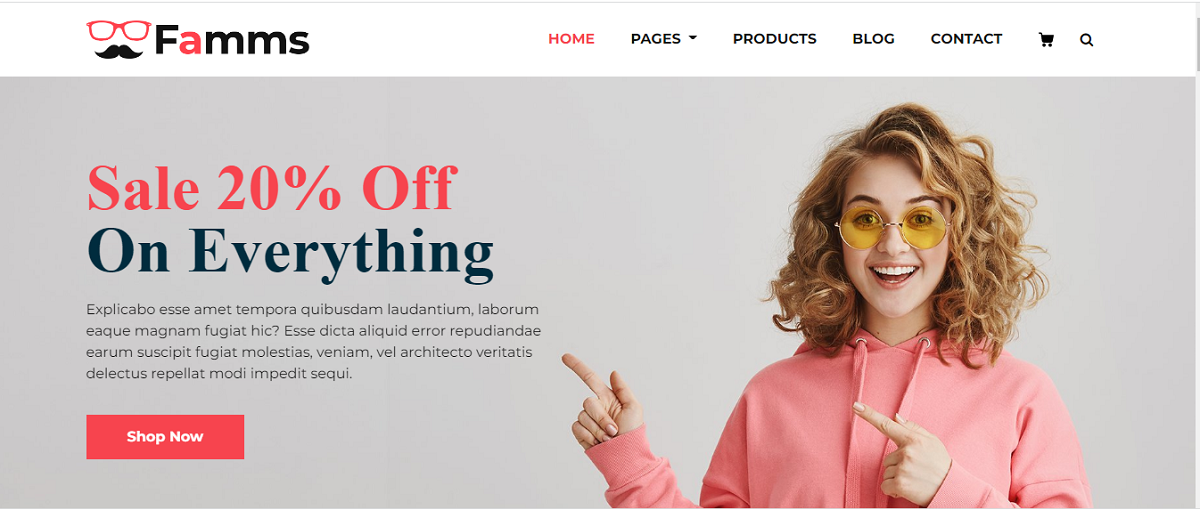 Famms
HOME PAGES PRODUCTS BLOG CONTACT
Sale 20% Off
On Everything
Explicabo esse amet tempora quibusdam laudantium, laborum
eaque magnam fugiat hic? Esse dicta aliquid error repudiandae
earum suscipit fugiat molestias, veniam, vel architecto veritatis
delectus repellat modi impedit sequi.
Shop Now